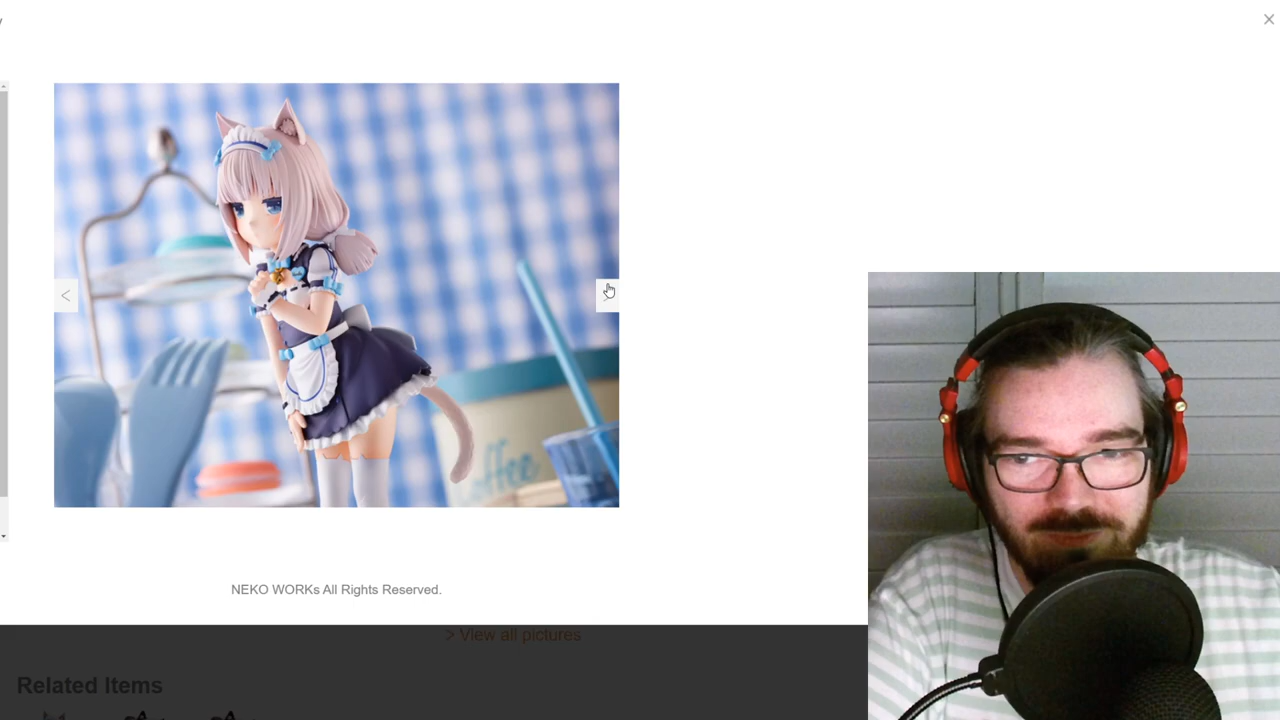 <
coffee
NEKO WORKs All Rights Reserved.
> View all pictures
Related Items